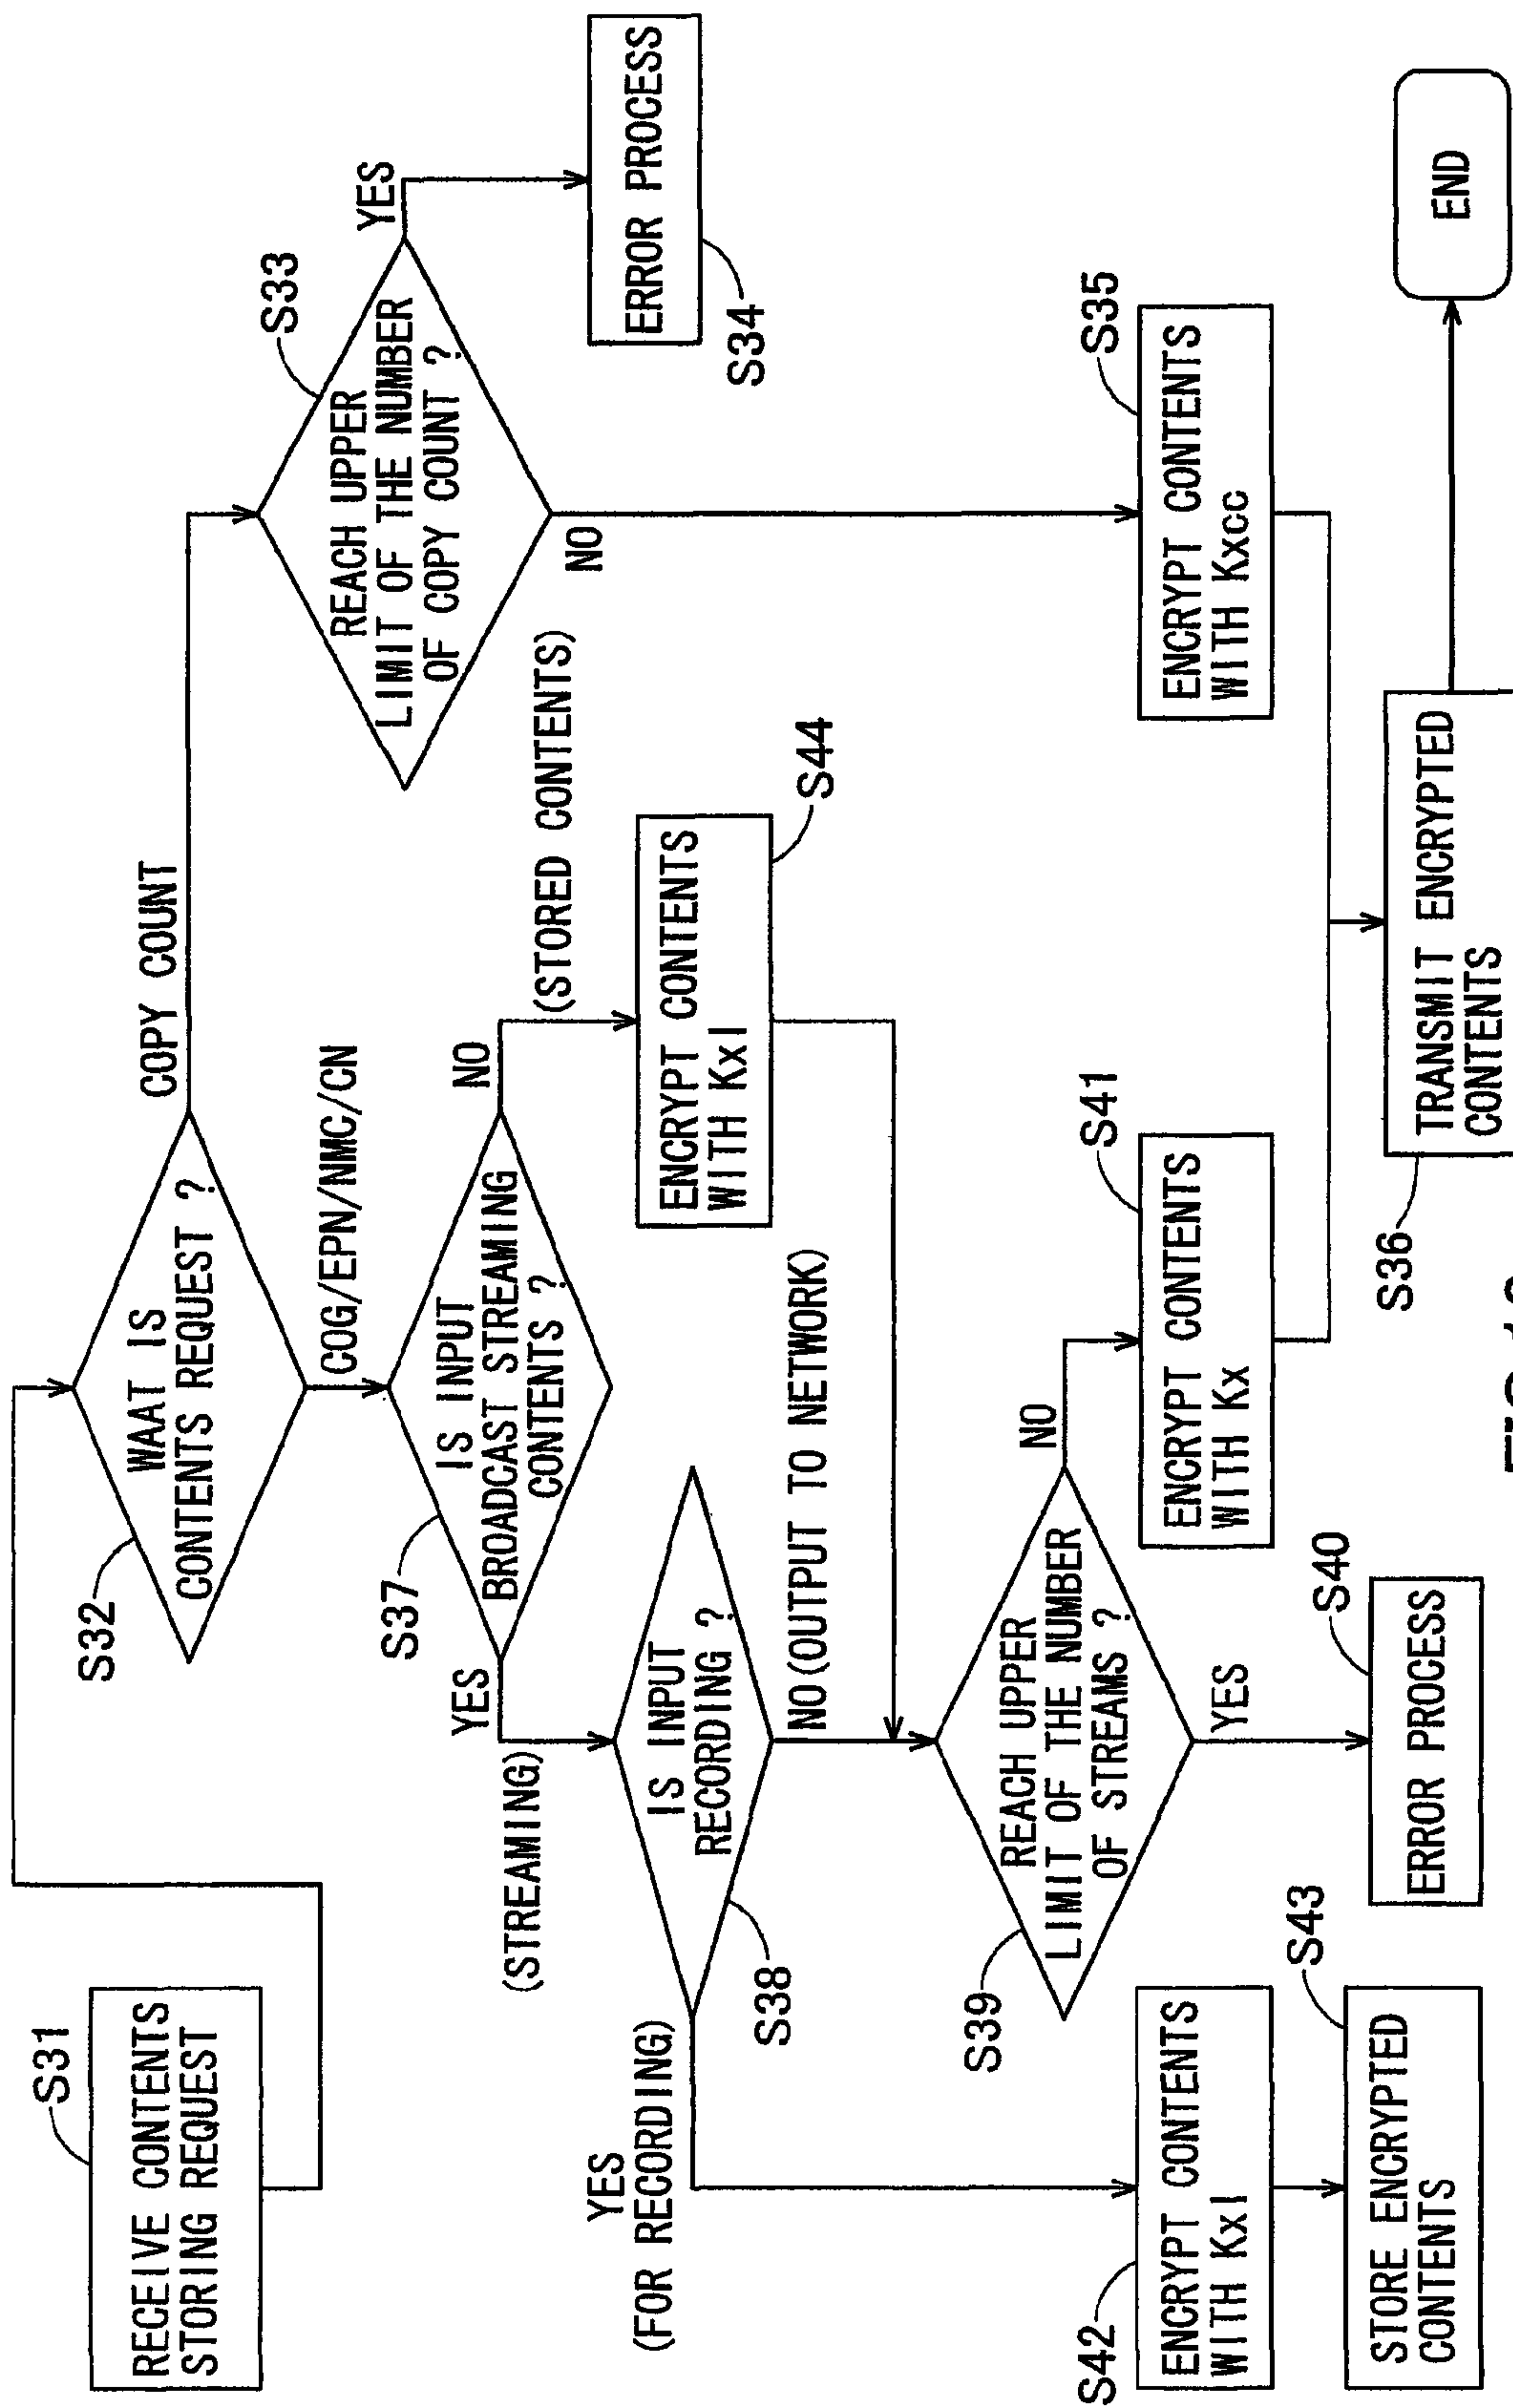 S31
RECEIVE CONTENTS
STORING REQUEST
S32
WAAT IS
CONTENTS REQUEST ?
COPY COUNT
COG/EPN/NMC/CN
S33
REACH UPPER
LIMIT OF THE NUMBER
OF COPY COUNT ?
YES
NO
ERROR PROCESS
S34
S37
IS INPUT
BROADCAST STREAMING
CONTENTS ?
YES
(STREAMING)
NO
(STORED CONTENTS)
S44
ENCRYPT CONTENTS
WITH Kxl
IS INPUT
RECORDING ?
S38
YES
(FOR RECORDING)
NO (OUTPUT TO NETWORK)
S39
REACH UPPER
LIMIT OF THE NUMBER
OF STREAMS ?
NO
YES
S42
ENCRYPT CONTENTS
WITH Kxl
S43
STORE ENCRYPTED
CONTENTS
S40
ERROR PROCESS
S41
ENCRYPT CONTENTS
WITH Kx
S35
ENCRYPT CONTENTS
WITH Kxcc
S36
TRANSMIT ENCRYPTED
CONTENTS
END